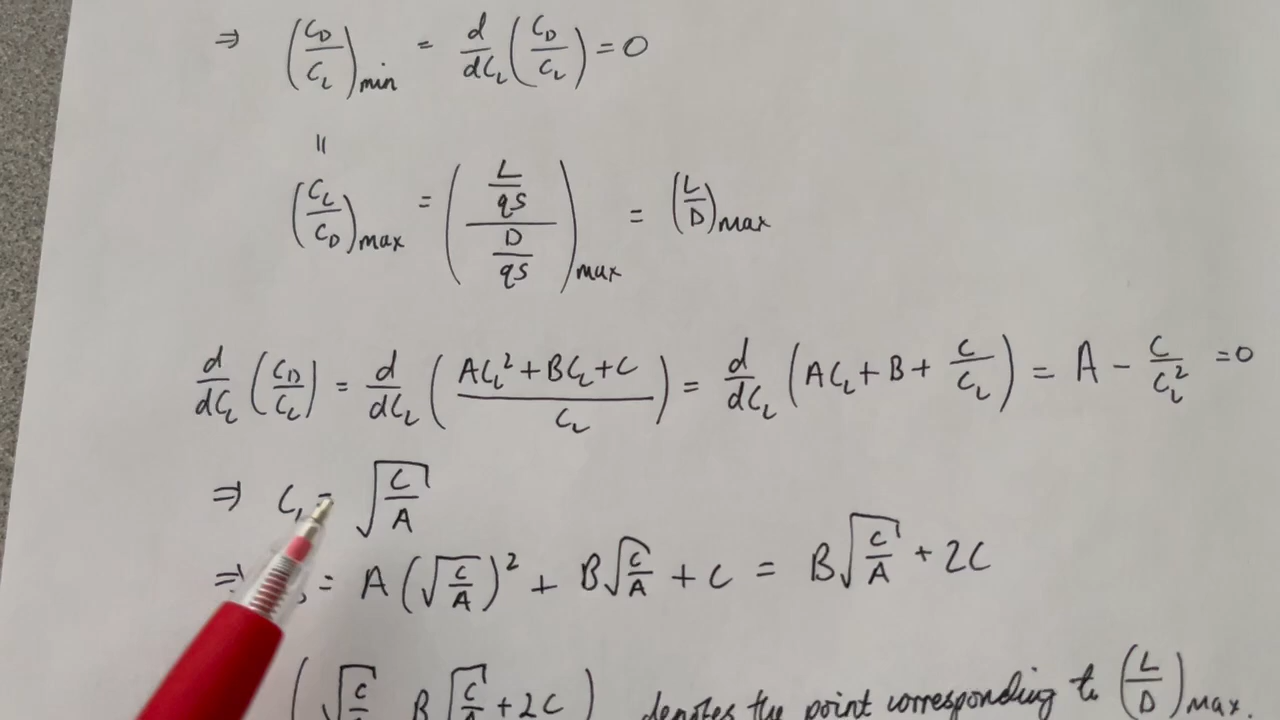 ⇒ (C_D/C_L)_min = d/dC_L (C_D/C_L) = 0
=
(C_L/C_D)_max = ((L/qS)/(D/qS))_max = (L/D)_max
d/dC_L (C_D/C_L) = d/dC_L ((AC_L² + BC_L + C)/C_L) = d/dC_L (AC_L + B + C/C_L) = A - C/C_L² = 0
⇒ C_L = √(C/A)
⇒ = A(√(C/A))² + B√(C/A) + C = B√(C/A) + 2C
(√(C/A) B√(C/A) + 2C) denotes the point corresponding to (L/D)_max.